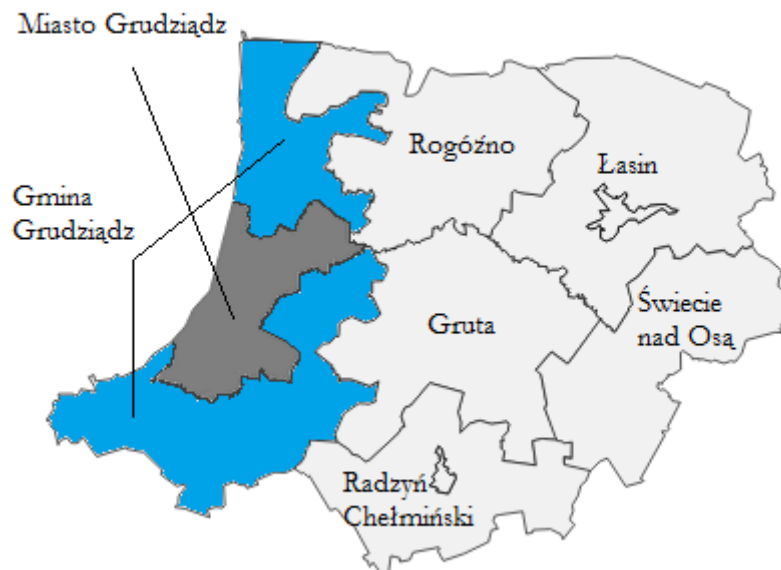 Miasto Grudziądz
Rogóźno
Łasin
Gmina
Grudziądz
Świecie
nad Osą
Gruta
Radzyń
Chełmiński